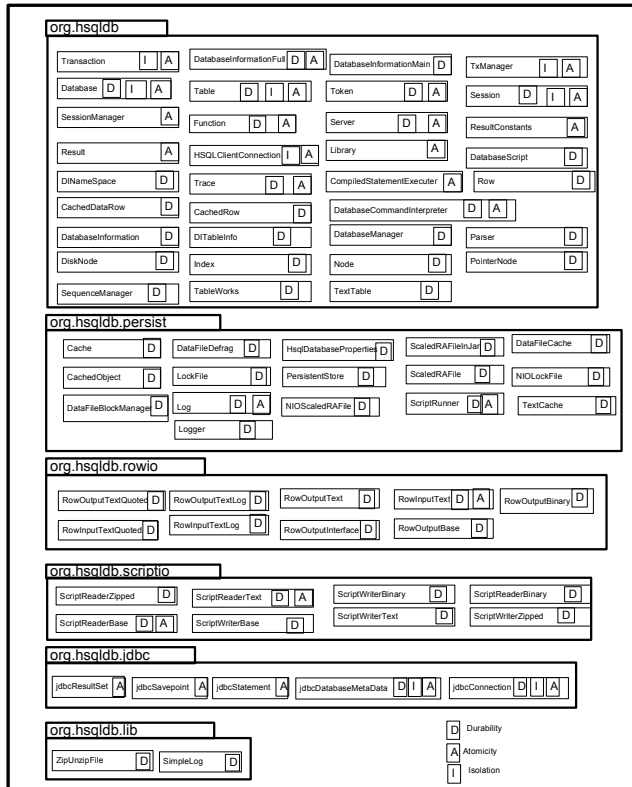 org.hsqldb
Transaction I A DatabaseInformationFull D A DatabaseInformationMain D TxManager I A
Database D I A Table D I A Token D A Session D I A
SessionManager A Function D A Server D A ResultConstants A
Result A HSQLClientConnection I A Library A DatabaseScript D
DINameSpace D Trace D A CompiledStatementExecuter A Row D
CachedDataRow D CachedRow D DatabaseCommandInterpreter D A
DatabaseInformation D DITableInfo D DatabaseManager D Parser D
DiskNode D Index D Node D PointerNode D
SequenceManager D TableWorks D TextTable D
org.hsqldb.persist
Cache D DataFileDefrag D HsqlDatabaseProperties D ScaledRAFileInJar D DataFileCache D
CachedObject D LockFile D PersistentStore D ScaledRAFile D NIOLockFile D
DataFileBlockManager D Log D A NIOScaledRAFile D ScriptRunner D A TextCache D
Logger D
org.hsqldb.rowio
RowOutputTextQuoted D RowOutputTextLog D RowOutputText D RowInputText D A RowOutputBinary D
RowInputTextQuoted D RowInputTextLog D RowOutputInterface D RowOutputBase D
org.hsqldb.scriptio
ScriptReaderZipped D ScriptReaderText D A ScriptWriterBinary D ScriptReaderBinary D
ScriptReaderBase D A ScriptWriterBase D ScriptWriterText D ScriptWriterZipped D
org.hsqldb.jdbc
jdbcResultSet A jdbcSavepoint A jdbcStatement A jdbcDatabaseMetaData D I A jdbcConnection D I A
org.hsqldb.lib
ZipUnzipFile D SimpleLog D
D Durability
A Atomicity
I Isolation